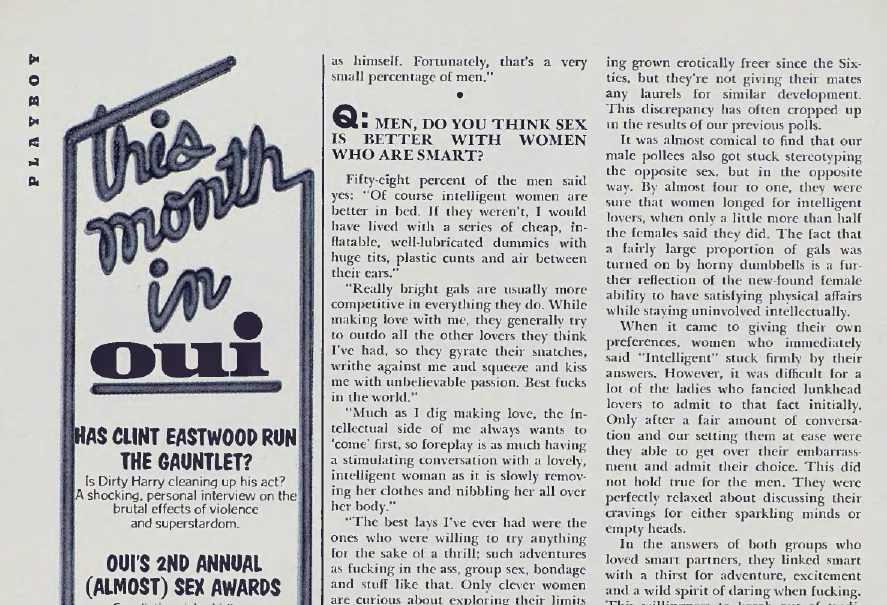 PLAYBOY
This
month
in
oui
HAS CLINT EASTWOOD RUN
THE GAUNTLET?
Is Dirty Harry cleaning up his act?
A shocking, personal interview on the
brutal effects of violence
and superstardom.
OUI'S 2ND ANNUAL
(ALMOST) SEX AWARDS
as himself. Fortunately, that's a very
small percentage of men."
•
Q: MEN, DO YOU THINK SEX
IS BETTER WITH WOMEN
WHO ARE SMART?
Fifty-eight percent of the men said
yes: "Of course intelligent women are
better in bed. If they weren't, I would
have lived with a series of cheap, in-
flatable, well-lubricated dummies with
huge tits, plastic cunts and air between
their ears."
"Really bright gals are usually more
competitive in everything they do. While
making love with me, they generally try
to outdo all the other lovers they think
I've had, so they gyrate their snatches,
writhe against me and squeeze and kiss
me with unbelievable passion. Best fucks
in the world."
"Much as I dig making love, the in-
tellectual side of me always wants to
'come' first, so foreplay is as much having
a stimulating conversation with a lovely,
intelligent woman as it is slowly remov-
ing her clothes and nibbling her all over
her body."
"The best lays I've ever had were the
ones who were willing to try anything
for the sake of a thrill; such adventures
as fucking in the ass, group sex, bondage
and stuff like that. Only clever women
are curious about exploring their limits
ing grown erotically freer since the Six-
ties, but they're not giving their mates
any laurels for similar development.
This discrepancy has often cropped up
in the results of our previous polls.
It was almost comical to find that our
male pollees also got stuck stereotyping
the opposite sex, but in the opposite
way. By almost four to one, they were
sure that women longed for intelligent
lovers, when only a little more than half
the females said they did. The fact that
a fairly large proportion of gals was
turned on by horny dumbbells is a fur-
ther reflection of the new-found female
ability to have satisfying physical affairs
while staying uninvolved intellectually.
When it came to giving their own
preferences, women who immediately
said "Intelligent" stuck firmly by their
answers. However, it was difficult for a
lot of the ladies who fancied lunkhead
lovers to admit to that fact initially.
Only after a fair amount of conversa-
tion and our setting them at ease were
they able to get over their embarrass-
ment and admit their choice. This did
not hold true for the men. They were
perfectly relaxed about discussing their
cravings for either sparkling minds or
empty heads.
In the answers of both groups who
loved smart partners, they linked smart
with a thirst for adventure, excitement
and a wild spirit of daring when fucking.